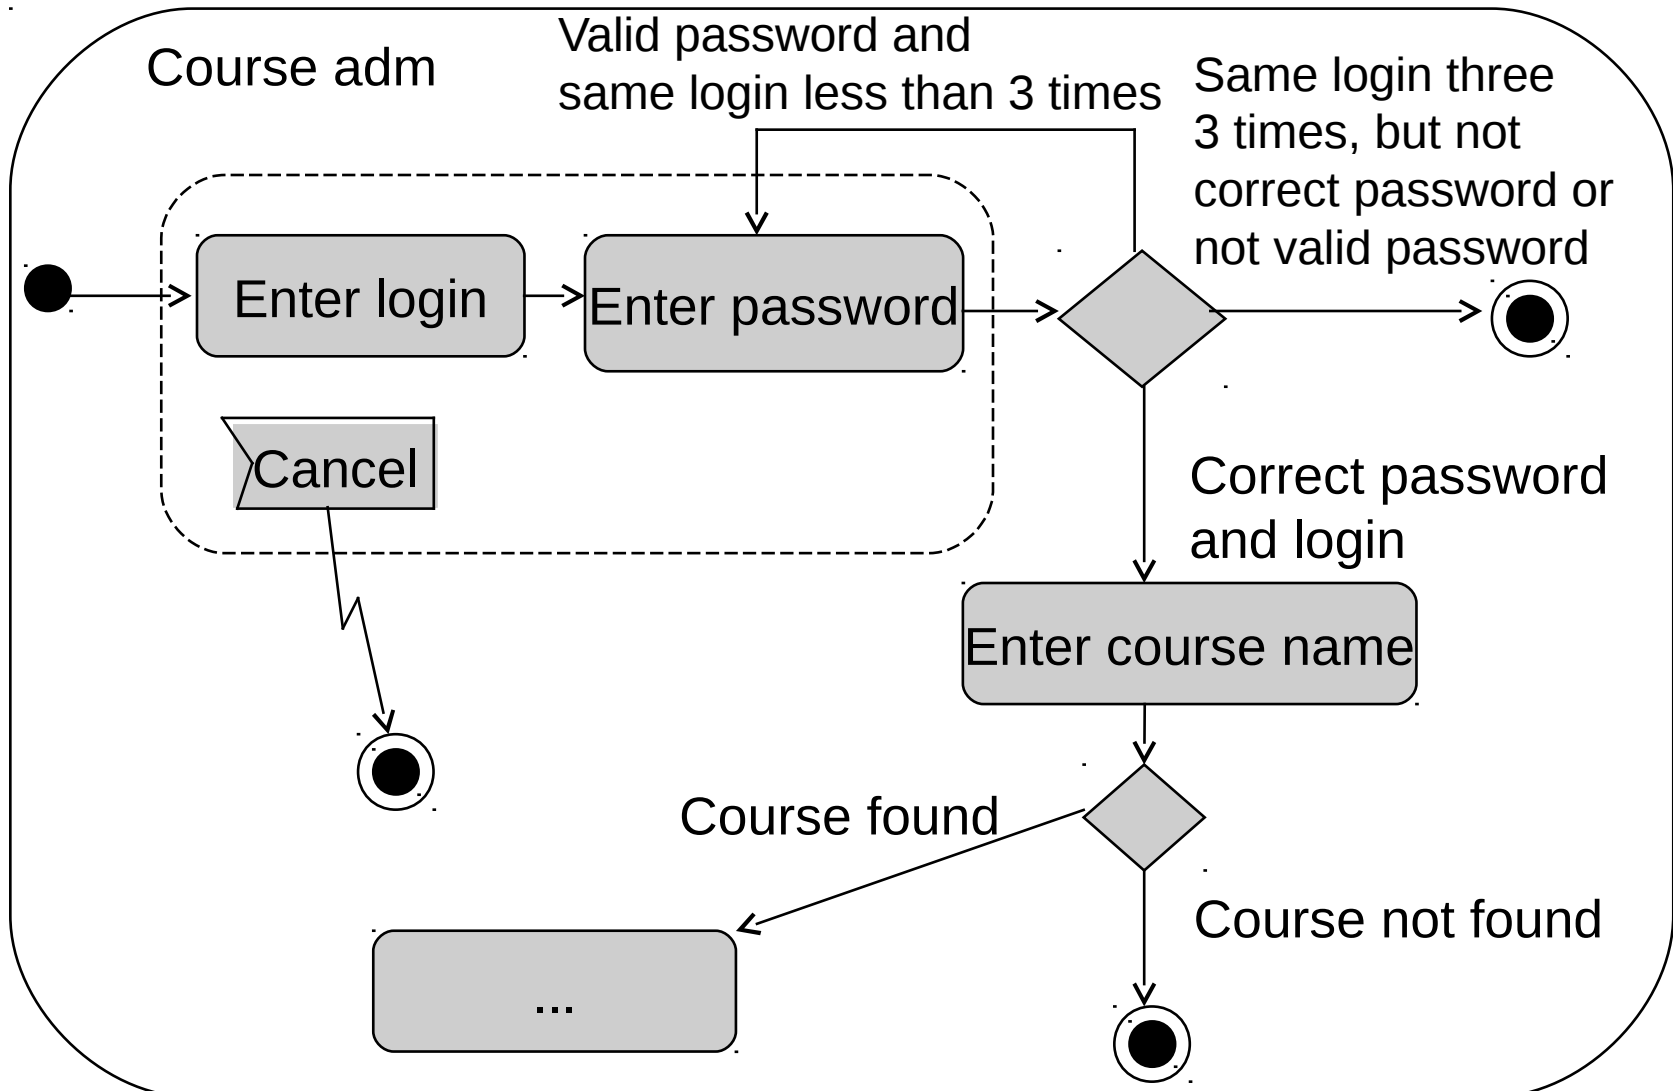 Course adm
Valid password and
same login less than 3 times
Same login three
3 times, but not
correct password or
not valid password
Enter login
Enter password
Cancel
Correct password
and login
Enter course name
Course found
Course not found
...